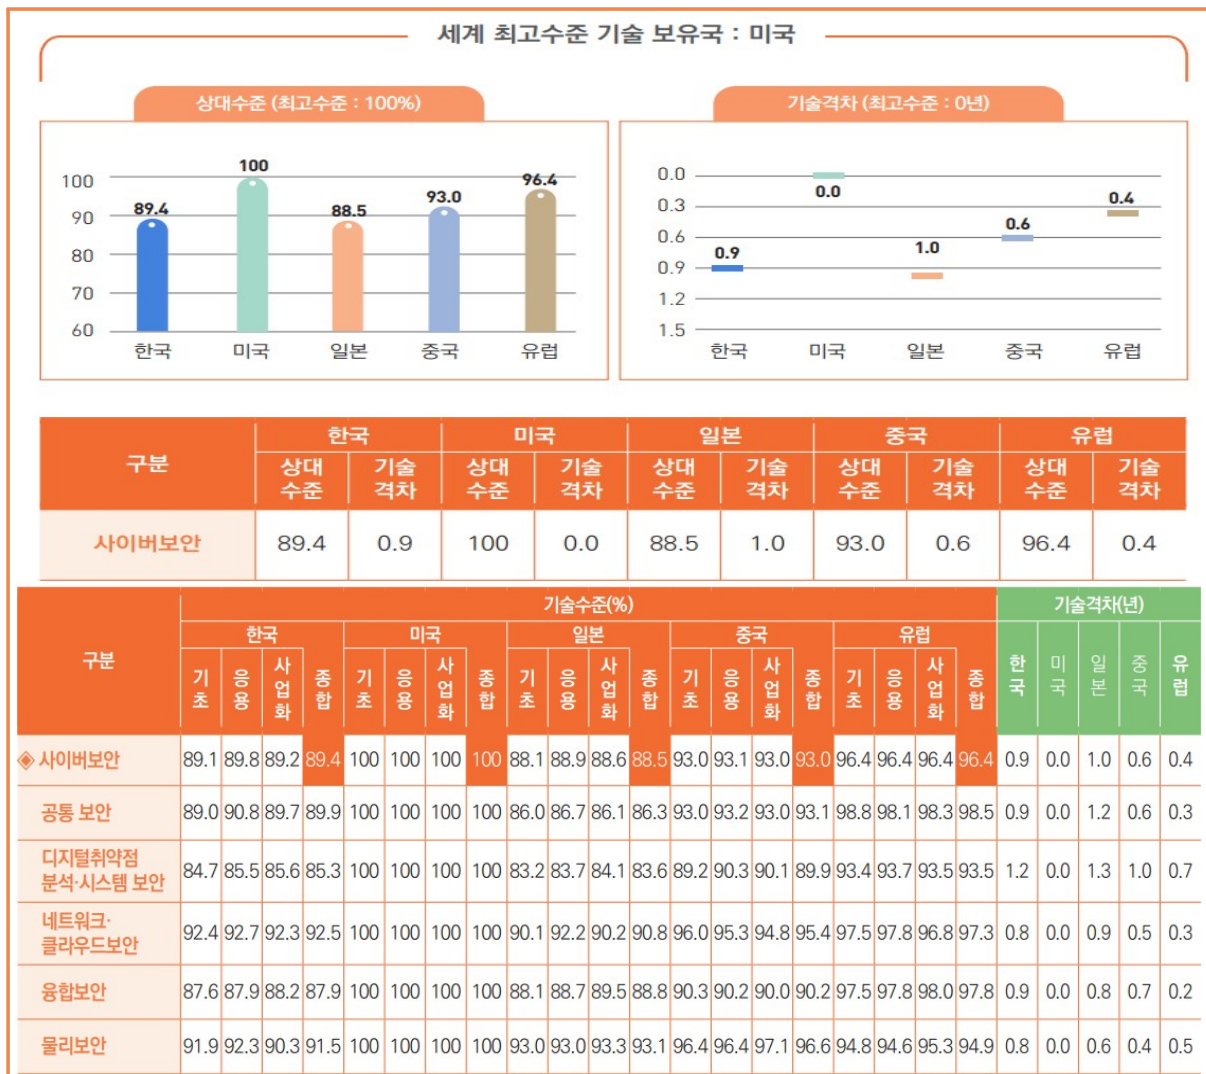 세계 최고수준 기술 보유국 : 미국
상대수준 (최고수준 : 100%)
100
90
80
70
60
89.4
100
88.5
93.0
96.4
한국 미국 일본 중국 유럽
기술격차 (최고수준 : 0년)
0.0
0.3
0.6
0.9
1.2
1.5
0.9
0.0
1.0
0.6
0.4
한국 미국 일본 중국 유럽
구분 한국 미국 일본 중국 유럽
상대수준 기술격차 상대수준 기술격차 상대수준 기술격차 상대수준 기술격차 상대수준 기술격차
사이버보안 89.4 0.9 100 0.0 88.5 1.0 93.0 0.6 96.4 0.4
구분 기술수준(%) 기술격차(년)
한국 미국 일본 중국 유럽 한국 미국 일본 중국 유럽
기초 응용 사업화 종합 기초 응용 사업화 종합 기초 응용 사업화 종합 기초 응용 사업화 종합 기초 응용 사업화 종합
◈ 사이버보안 89.1 89.8 89.2 89.4 100 100 100 100 88.1 88.9 88.6 88.5 93.0 93.1 93.0 93.0 96.4 96.4 96.4 96.4 0.9 0.0 1.0 0.6 0.4
공통 보안 89.0 90.8 89.7 89.9 100 100 100 100 86.0 86.7 86.1 86.3 93.0 93.2 93.0 93.1 98.8 98.1 98.3 98.5 0.9 0.0 1.2 0.6 0.3
디지털취약점
분석·시스템 보안 84.7 85.5 85.6 85.3 100 100 100 100 83.2 83.7 84.1 83.6 89.2 90.3 90.1 89.9 93.4 93.7 93.5 93.5 1.2 0.0 1.3 1.0 0.7
네트워크·
클라우드보안 92.4 92.7 92.3 92.5 100 100 100 100 90.1 92.2 90.2 90.8 96.0 95.3 94.8 95.4 97.5 97.8 96.8 97.3 0.8 0.0 0.9 0.5 0.3
융합보안 87.6 87.9 88.2 87.9 100 100 100 100 88.1 88.7 89.5 88.8 90.3 90.2 90.0 90.2 97.5 97.8 98.0 97.8 0.9 0.0 0.8 0.7 0.2
물리보안 91.9 92.3 90.3 91.5 100 100 100 100 93.0 93.0 93.3 93.1 96.4 96.4 97.1 96.6 94.8 94.6 95.3 94.9 0.8 0.0 0.6 0.4 0.5